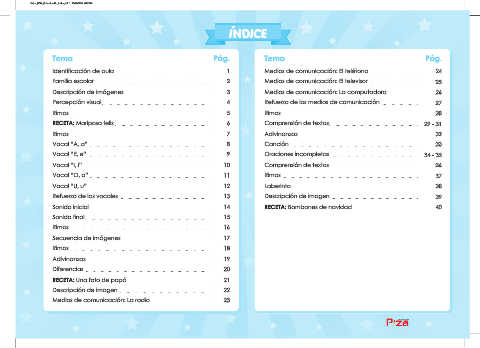 ÍNDICE
Tema Pág.
Identificación de aula 1
Familia escolar 2
Descripción de imágenes 3
Percepción visual 4
Rimas 5
RECETA: Mariposa feliz 6
Rimas 7
Vocal "A, a" 8
Vocal "E, e" 9
Vocal "I, i" 10
Vocal "O, o" 11
Vocal "U, u" 12
Refuerzo de las vocales 13
Sonido inicial 14
Sonido final 15
Rimas 16
Secuencia de imágenes 17
Rimas 18
Adivinanzas 19
Diferencias 20
RECETA: Una foto de papá 21
Descripción de imagen 22
Medios de comunicación: La radio 23
Tema Pág.
Medios de comunicación: El teléfono 24
Medios de comunicación: El televisor 25
Medios de comunicación: La computadora 26
Refuerzo de los medios de comunicación 27
Rimas 28
Comprensión de textos 29 - 31
Adivinanzas 32
Canción 33
Oraciones incompletas 34 - 35
Comprensión de textos 36
Rimas 37
Laberinto 38
Descripción de imagen 39
RECETA: Bombones de navidad 40